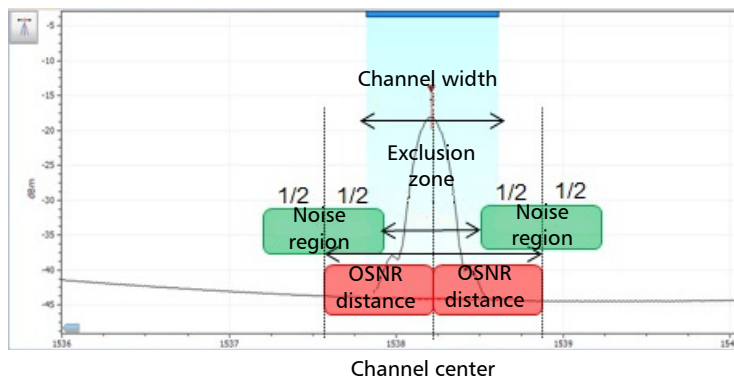 -5
-10
Channel width
-15
-20
Exclusion
zone
-25
dBm
1/2 1/2 1/2 1/2
-30
Noise
region
Noise
region
-35
-40
OSNR
distance
OSNR
distance
-45
1536 1537 1538 1539 154
Channel center